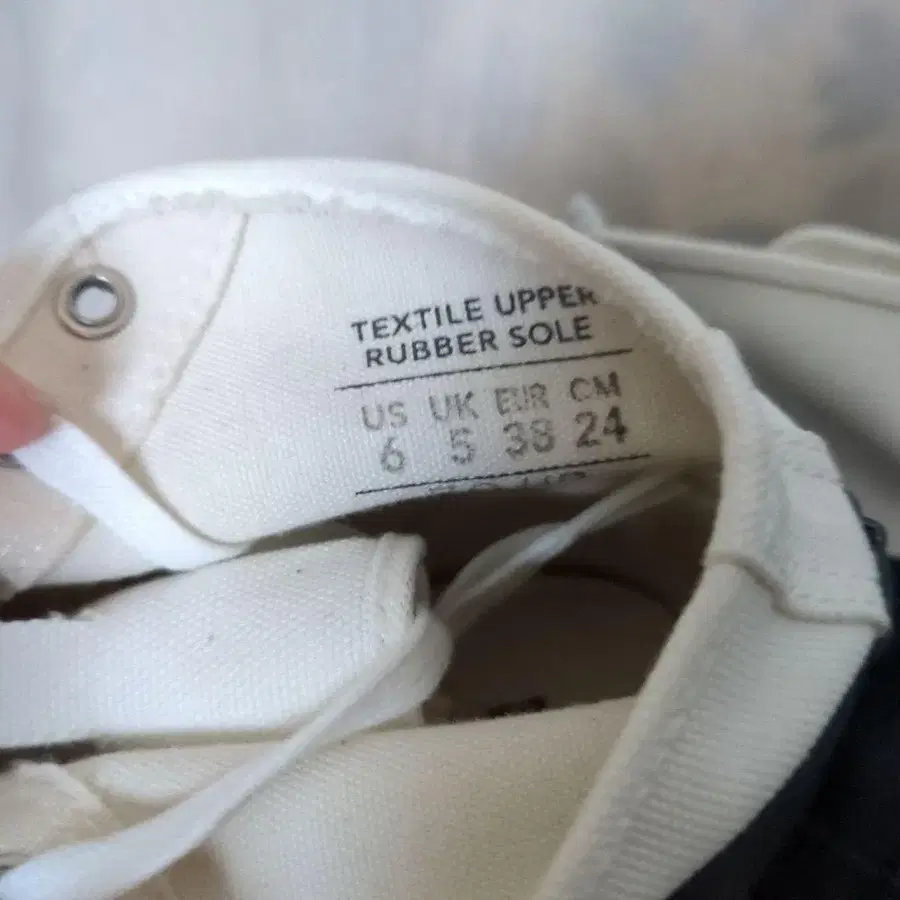 TEXTILE UPPER
RUBBER SOLE
US UK EUR CM
6 5 38 24